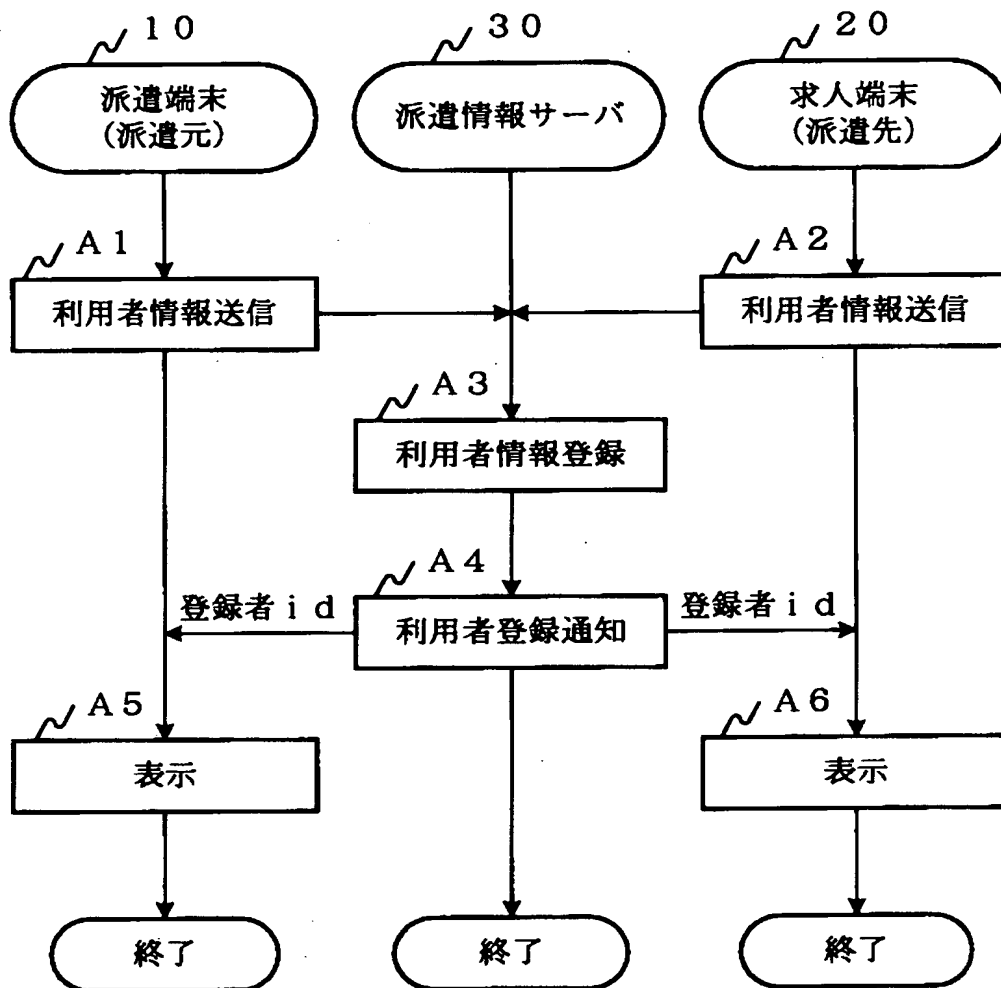 10
30
20
派遣端末
(派遣元)
派遣情報サーバ
求人端末
(派遣先)
A1
A2
利用者情報送信
利用者情報送信
A3
利用者情報登録
A4
登録者id
利用者登録通知
登録者id
A5
A6
表示
表示
終了
終了
終了